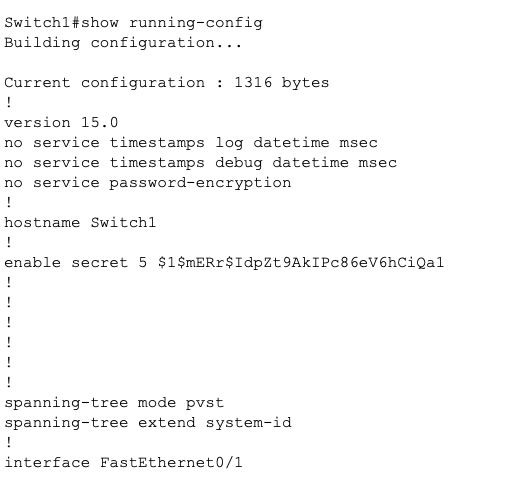 Switch1#show running-config
Building configuration...
Current configuration : 1316 bytes
!
version 15.0
no service timestamps log datetime msec
no service timestamps debug datetime msec
no service password-encryption
!
hostname Switch1
!
enable secret 5 $1$mERr$IdpZt9AkIPc86eV6hCiQa1
!
!
!
!
!
!
spanning-tree mode pvst
spanning-tree extend system-id
!
interface FastEthernet0/1